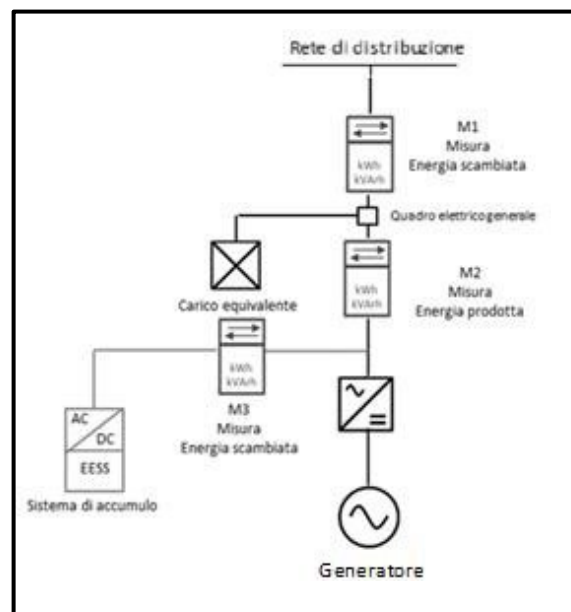 Rete di distribuzione
M1
Misura
Energia scambiata
kWh
kVArh
Quadro elettrico generale
M2
Misura
Energia prodotta
kWh
kVArh
Carico equivalente
kWh
kVArh
M3
Misura
Energia scambiata
AC
DC
EESS
Sistema di accumulo
Generatore